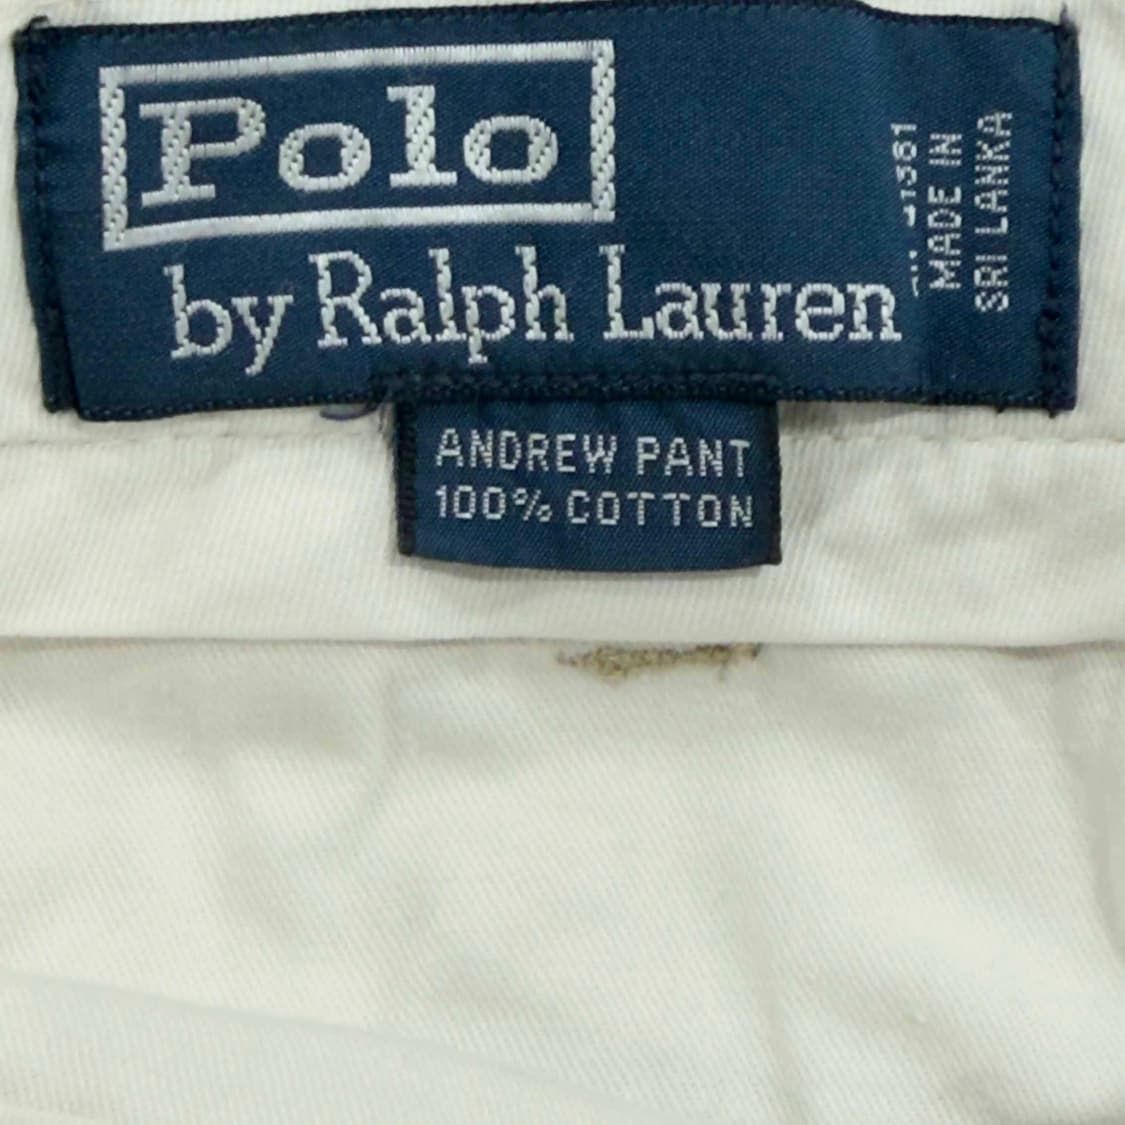 Polo
by Ralph Lauren
MADE IN
SRI LANKA
ANDREW PANT
100% COTTON